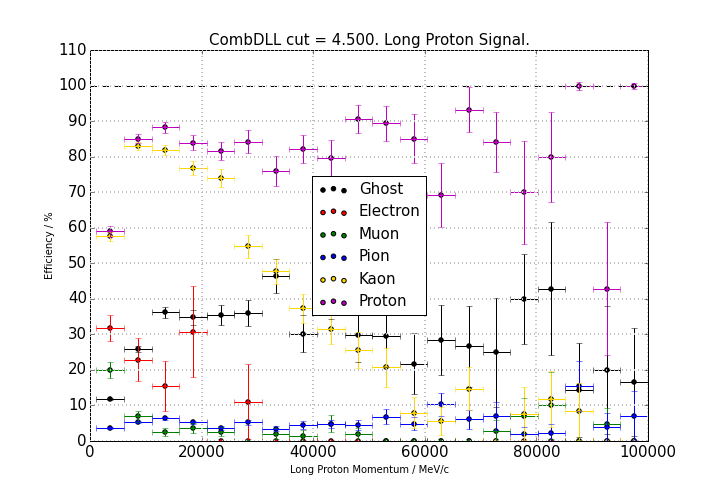 CombDLL cut = 4.500. Long Proton Signal.
110
100
90
80
70
60
50
40
30
20
10
0
Efficiency / %
Ghost
Electron
Muon
Pion
Kaon
Proton
0 20000 40000 60000 80000 100000
Long Proton Momentum / MeV/c